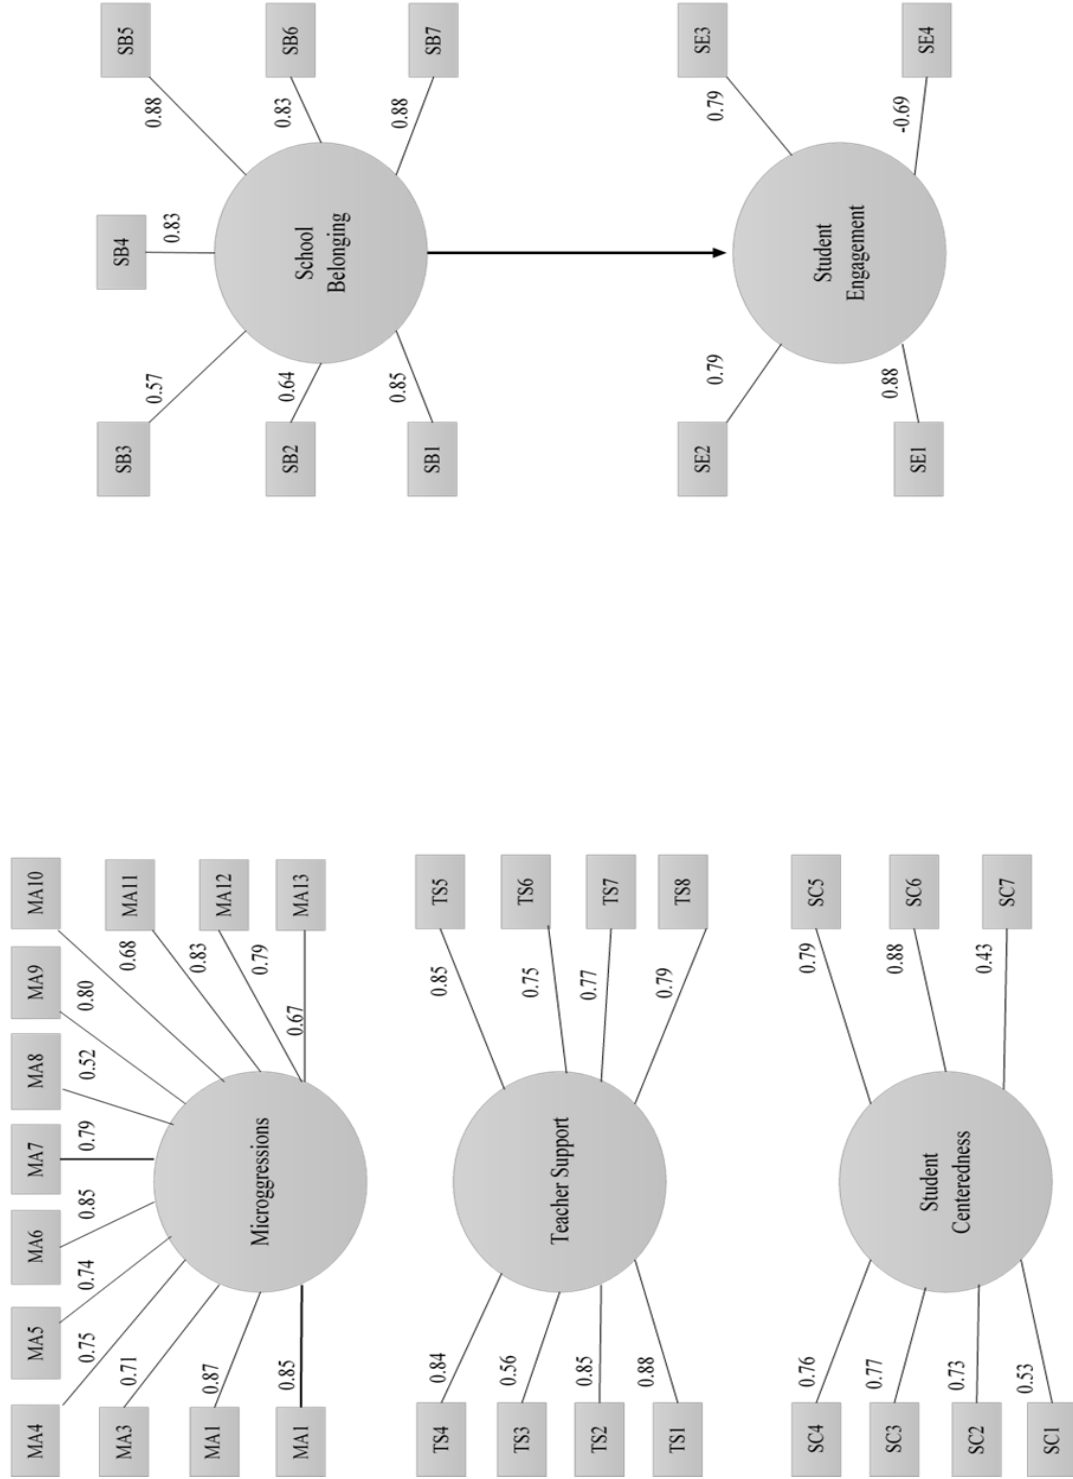 MA4
MA5
MA6
MA7
MA8
MA9
MA10
0.75
0.74
0.85
0.79
0.52
0.80
MA3
0.71
0.68
MA11
MA1
0.87
0.83
MA12
Microggressions
0.79
MA1
0.85
0.67
MA13
TS4
0.84
0.85
TS5
TS3
0.56
0.75
TS6
Teacher Support
TS2
0.85
0.77
TS7
TS1
0.88
0.79
TS8
SC4
0.76
0.79
SC5
SC3
0.77
0.88
SC6
Student
Centeredness
SC2
0.73
0.43
SC7
SC1
0.53
SB3
SB4
SB5
0.57
0.83
0.88
SB2
0.64
0.83
SB6
School
Belonging
SB1
0.85
0.88
SB7
SE2
0.79
0.79
SE3
Student
Engagement
SE1
0.88
-0.69
SE4